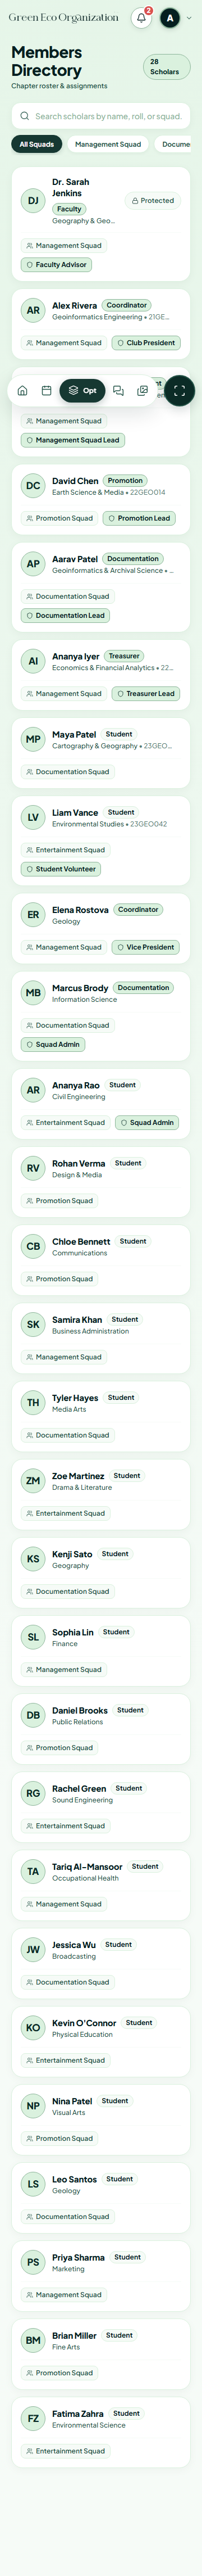 Green Eco Organization
2
A
Members
Directory
Chapter roster & assignments
28
Scholars
Search scholars by name, roll, or squad.
All Squads
Management Squad
Docume
DJ
Dr. Sarah
Jenkins
Faculty
Geography & Geo...
Protected
Management Squad
Faculty Advisor
AR
Alex Rivera
Coordinator
Geoinformatics Engineering • 21GE...
Management Squad
Club President
Opt
Management Squad
Management Squad Lead
DC
David Chen
Promotion
Earth Science & Media • 22GEO014
Promotion Squad
Promotion Lead
AP
Aarav Patel
Documentation
Geoinformatics & Archival Science • ...
Documentation Squad
Documentation Lead
AI
Ananya Iyer
Treasurer
Economics & Financial Analytics • 22...
Management Squad
Treasurer Lead
MP
Maya Patel
Student
Cartography & Geography • 23GEO...
Documentation Squad
LV
Liam Vance
Student
Environmental Studies • 23GEO042
Entertainment Squad
Student Volunteer
ER
Elena Rostova
Coordinator
Geology
Management Squad
Vice President
MB
Marcus Brody
Documentation
Information Science
Documentation Squad
Squad Admin
AR
Ananya Rao
Student
Civil Engineering
Entertainment Squad
Squad Admin
RV
Rohan Verma
Student
Design & Media
Promotion Squad
CB
Chloe Bennett
Student
Communications
Promotion Squad
SK
Samira Khan
Student
Business Administration
Management Squad
TH
Tyler Hayes
Student
Media Arts
Documentation Squad
ZM
Zoe Martinez
Student
Drama & Literature
Entertainment Squad
KS
Kenji Sato
Student
Geography
Documentation Squad
SL
Sophia Lin
Student
Finance
Management Squad
DB
Daniel Brooks
Student
Public Relations
Promotion Squad
RG
Rachel Green
Student
Sound Engineering
Entertainment Squad
TA
Tariq Al-Mansoor
Student
Occupational Health
Management Squad
JW
Jessica Wu
Student
Broadcasting
Documentation Squad
KO
Kevin O'Connor
Student
Physical Education
Entertainment Squad
NP
Nina Patel
Student
Visual Arts
Promotion Squad
LS
Leo Santos
Student
Geology
Documentation Squad
PS
Priya Sharma
Student
Marketing
Management Squad
BM
Brian Miller
Student
Fine Arts
Promotion Squad
FZ
Fatima Zahra
Student
Environmental Science
Entertainment Squad